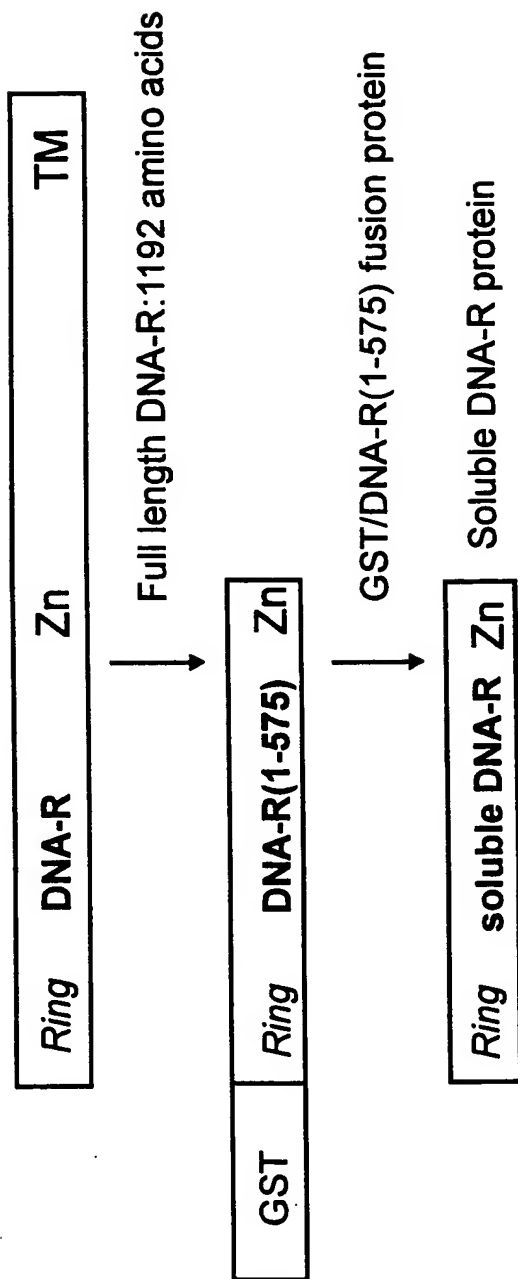 Ring DNA-R Zn TM
Full length DNA-R:1192 amino acids
GST Ring DNA-R(1-575) Zn
GST/DNA-R(1-575) fusion protein
Ring soluble DNA-R Zn
Soluble DNA-R protein